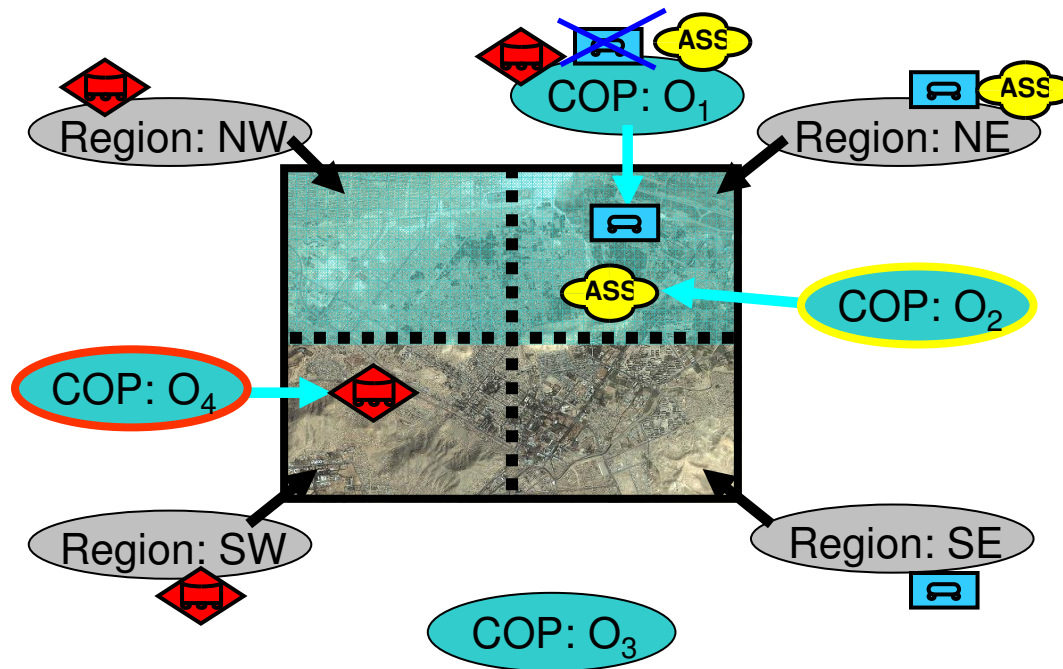 ASS
COP: O₁
ASS
Region: NW
Region: NE
ASS
COP: O₂
COP: O₄
Region: SW
Region: SE
COP: O₃